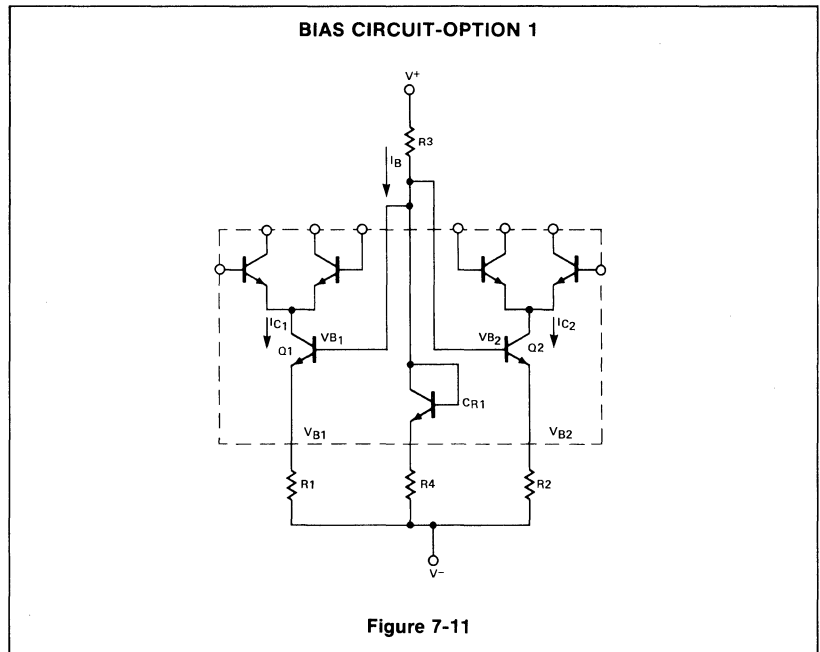 BIAS CIRCUIT-OPTION 1
V+
R3
IB
IC1
VB1
Q1
VB2
Q2
IC2
CR1
VB1
VB2
R1
R4
R2
V-
Figure 7-11